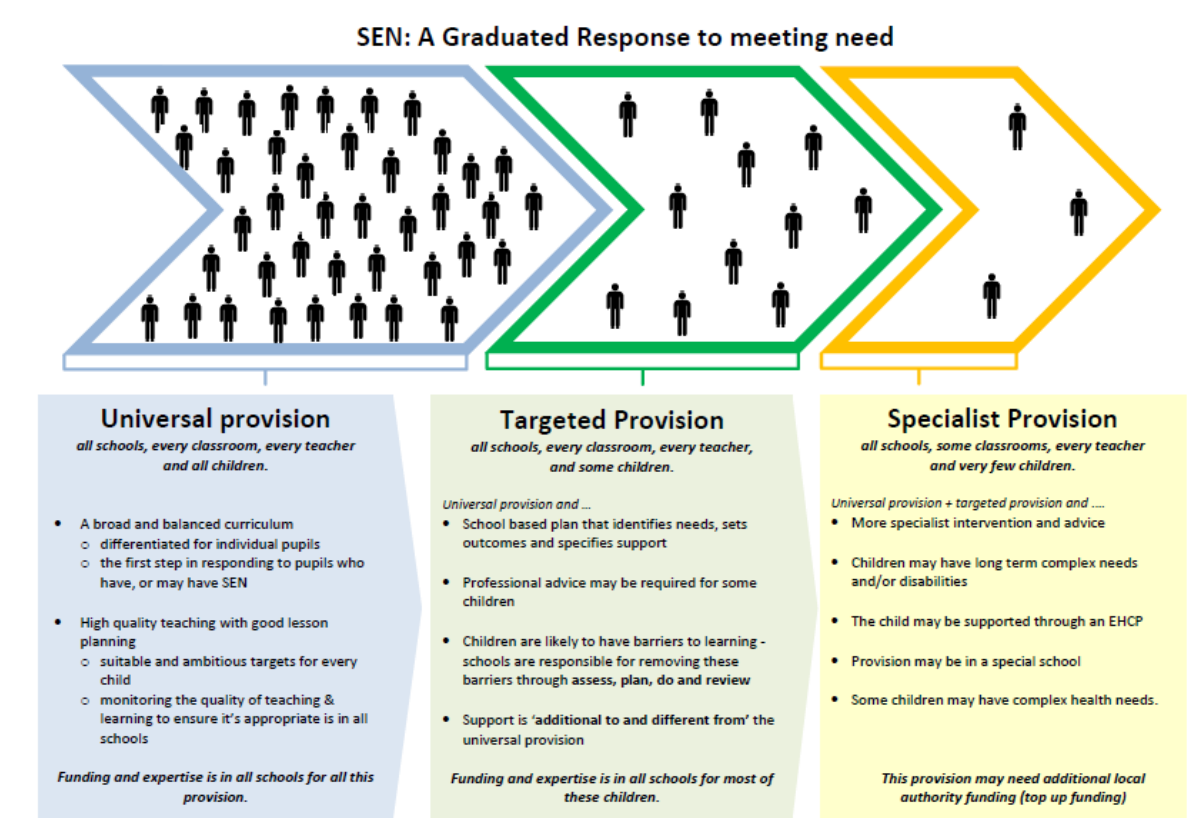 SEN: A Graduated Response to meeting need
Universal provision
all schools, every classroom, every teacher
and all children.
• A broad and balanced curriculum
o differentiated for individual pupils
o the first step in responding to pupils who
have, or may have SEN
• High quality teaching with good lesson
planning
o suitable and ambitious targets for every
child
o monitoring the quality of teaching &
learning to ensure it's appropriate is in all
schools
Funding and expertise is in all schools for all this
provision.
Targeted Provision
all schools, every classroom, every teacher,
and some children.
Universal provision and ...
• School based plan that identifies needs, sets
outcomes and specifies support
• Professional advice may be required for some
children
• Children are likely to have barriers to learning -
schools are responsible for removing these
barriers through assess, plan, do and review
• Support is 'additional to and different from' the
universal provision
Funding and expertise is in all schools for most of
these children.
Specialist Provision
all schools, some classrooms, every teacher
and very few children.
Universal provision + targeted provision and ....
• More specialist intervention and advice
• Children may have long term complex needs
and/or disabilities
• The child may be supported through an EHCP
• Provision may be in a special school
• Some children may have complex health needs.
This provision may need additional local
authority funding (top up funding)